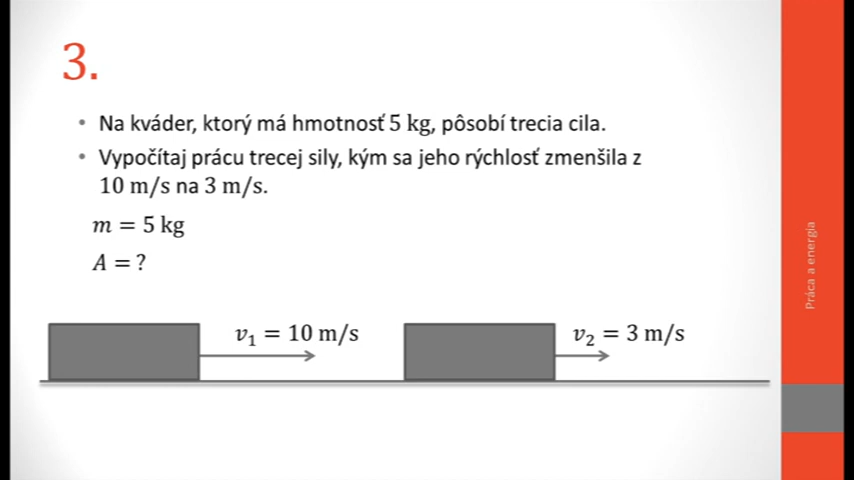 3.
• Na kváder, ktorý má hmotnosť 5 kg, pôsobí trecia cila.
• Vypočítaj prácu trecej sily, kým sa jeho rýchlosť zmenšila z
10 m/s na 3 m/s.
m = 5 kg
A = ?
v₁ = 10 m/s
v₂ = 3 m/s
Práca a energia